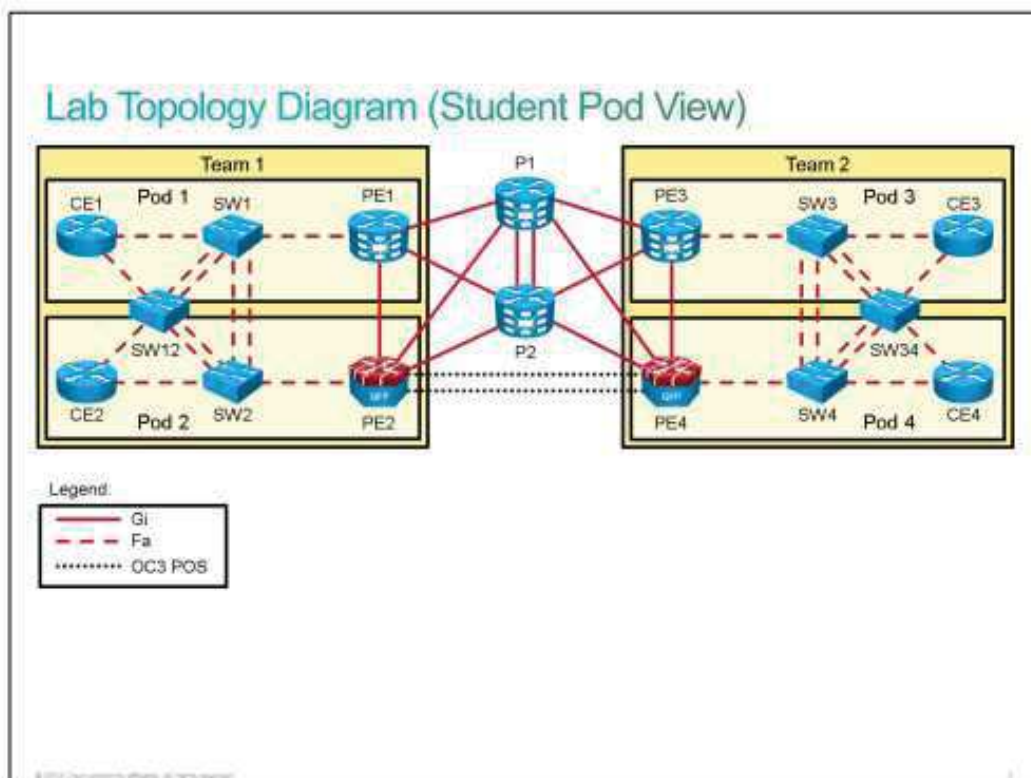 Lab Topology Diagram (Student Pod View)
Team 1
P1
Team 2
CE1
Pod 1
SW1
PE1
PE3
SW3
Pod 3
CE3
SW12
P2
SW34
CE2
Pod 2
SW2
QFP
PE2
QFP
PE4
SW4
Pod 4
CE4
Legend:
Gi
Fa
OC3 POS